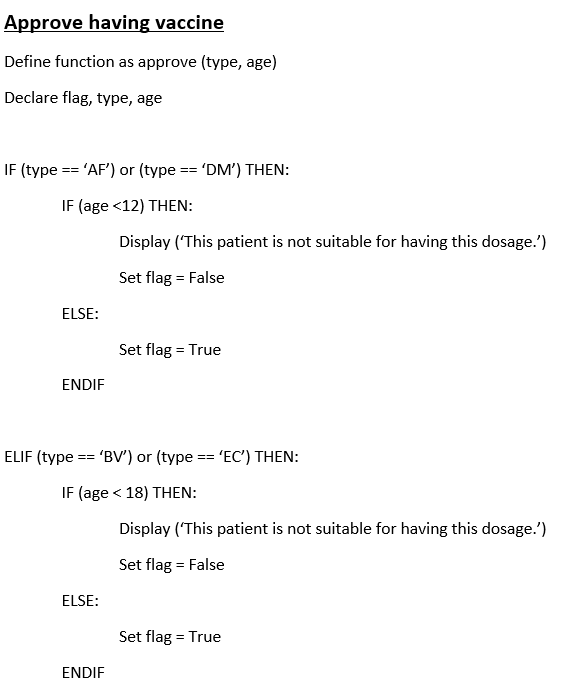 Approve having vaccine
Define function as approve (type, age)
Declare flag, type, age
IF (type == ‘AF’) or (type == ‘DM’) THEN:
IF (age <12) THEN:
Display (‘This patient is not suitable for having this dosage.’)
Set flag = False
ELSE:
Set flag = True
ENDIF
ELIF (type == ‘BV’) or (type == ‘EC’) THEN:
IF (age < 18) THEN:
Display (‘This patient is not suitable for having this dosage.’)
Set flag = False
ELSE:
Set flag = True
ENDIF